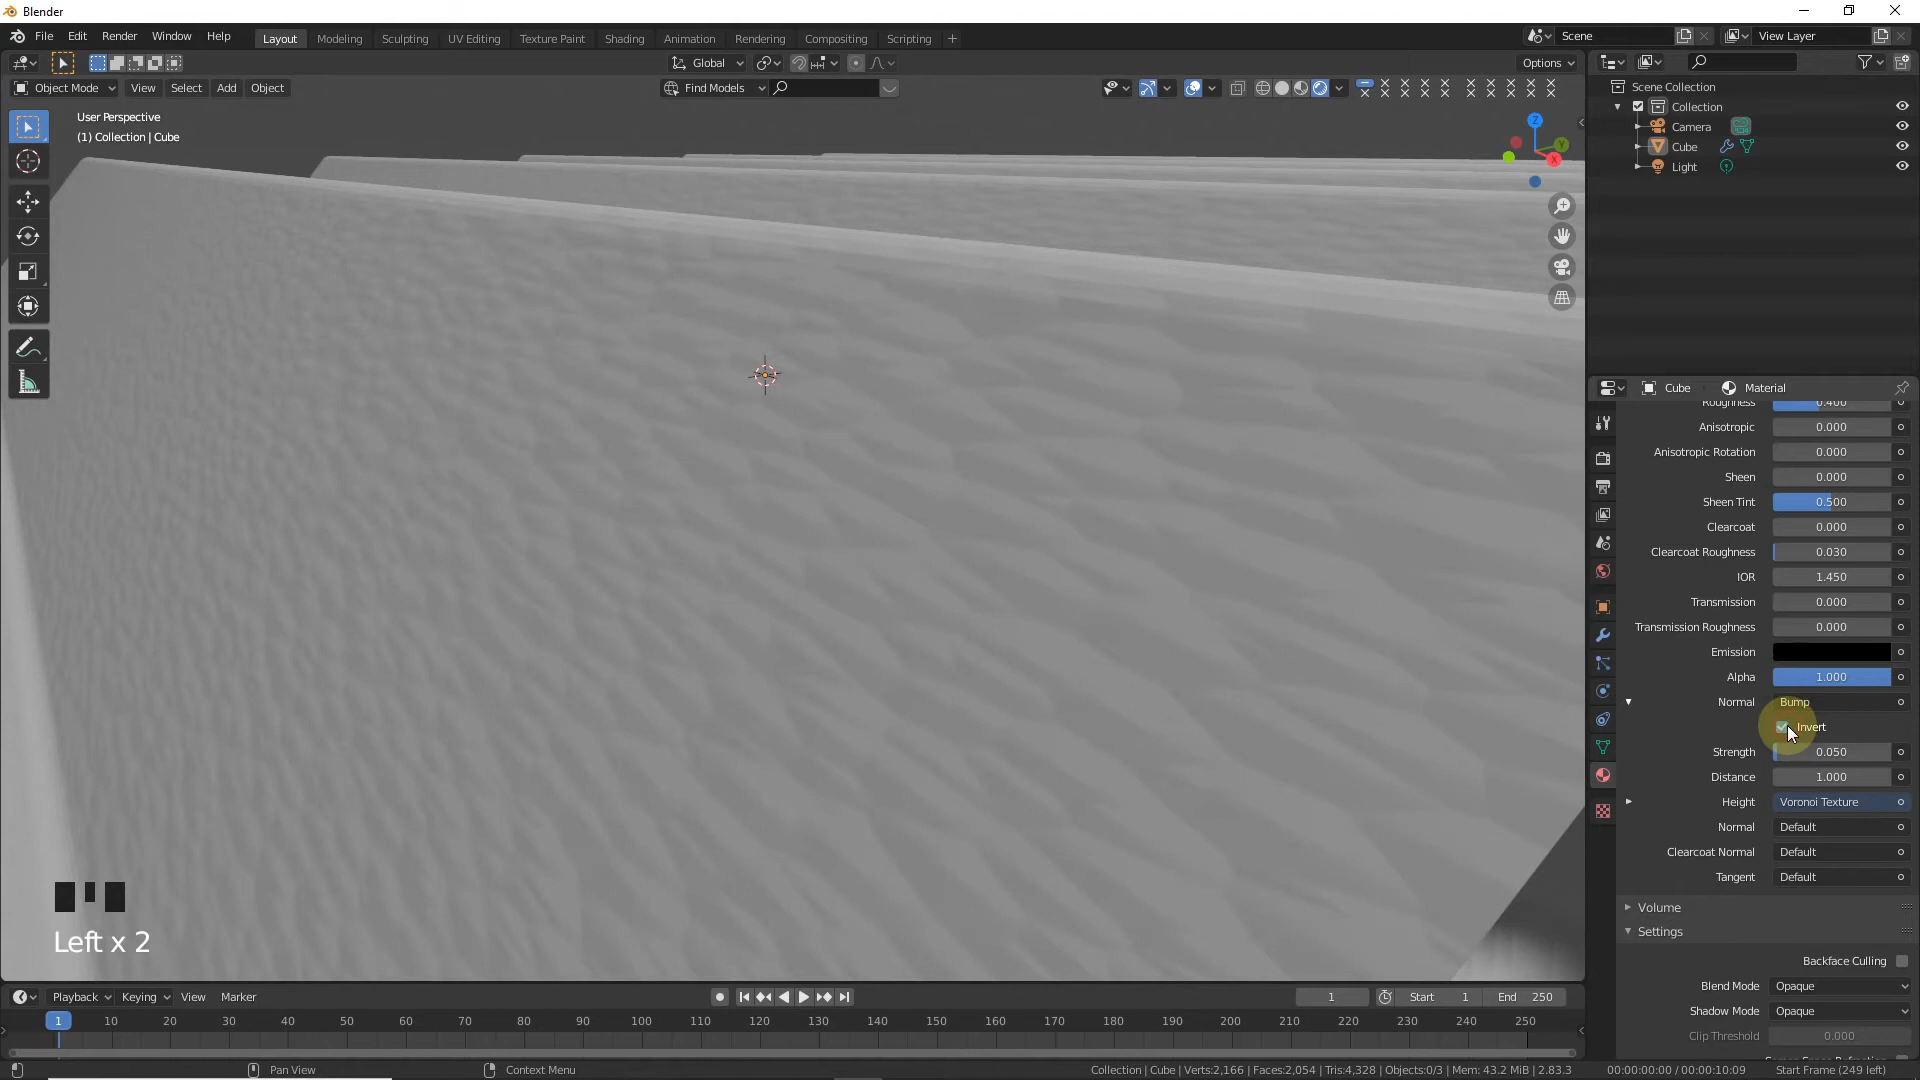 Blender
File Edit Render Window Help Layout Modeling Sculpting UV Editing Texture Paint Shading Animation Rendering Compositing Scripting + Scene View Layer
Global Options
Object Mode View Select Add Object Find Models
User Perspective
(1) Collection | Cube
Z
Y
X
Scene Collection
Collection
Camera
Cube
Light
Cube Material
Roughness 0.400
Anisotropic 0.000
Anisotropic Rotation 0.000
Sheen 0.000
Sheen Tint 0.500
Clearcoat 0.000
Clearcoat Roughness 0.030
IOR 1.450
Transmission 0.000
Transmission Roughness 0.000
Emission
Alpha 1.000
Normal Bump
Invert
Strength 0.050
Distance 1.000
Height Voronoi Texture
Normal Default
Clearcoat Normal Default
Tangent Default
Volume
Settings
Backface Culling
Blend Mode Opaque
Shadow Mode Opaque
Clip Threshold 0.000
Left x 2
Playback Keying View Marker 1 Start 1 End 250
1 10 20 30 40 50 60 70 80 90 100 110 120 130 140 150 160 170 180 190 200 210 220 230 240 250
Pan View Context Menu Collection | Cube | Verts:2,166 | Faces:2,054 | Tris:4,328 | Objects:0/3 | Mem: 43.2 MiB | 2.83.3 00:00:00:00 / 00:00:10:09 Start Frame (249 left)